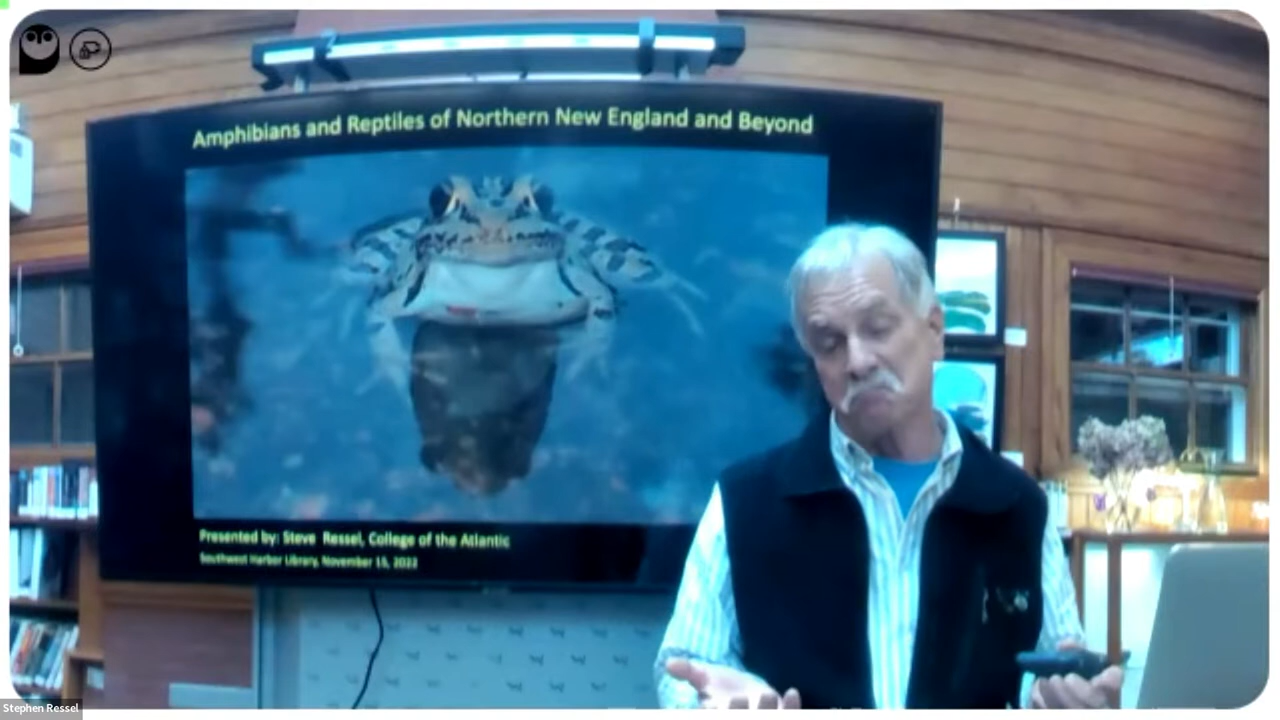 Amphibians and Reptiles of Northern New England and Beyond
Presented by: Steve Ressel, College of the Atlantic
Southwest Harbor Library, November 15, 2022
Stephen Ressel